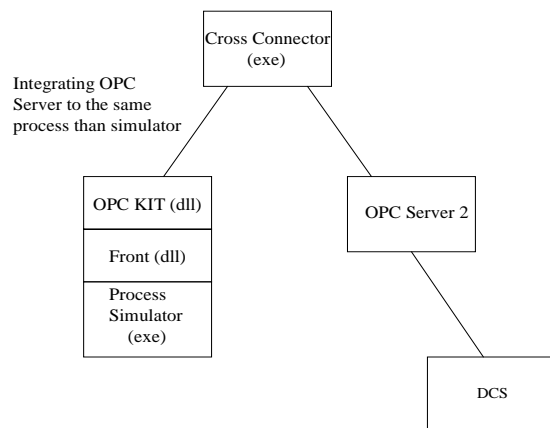 Cross Connector
(exe)
Integrating OPC
Server to the same
process than simulator
OPC KIT (dll)
Front (dll)
Process
Simulator
(exe)
OPC Server 2
DCS